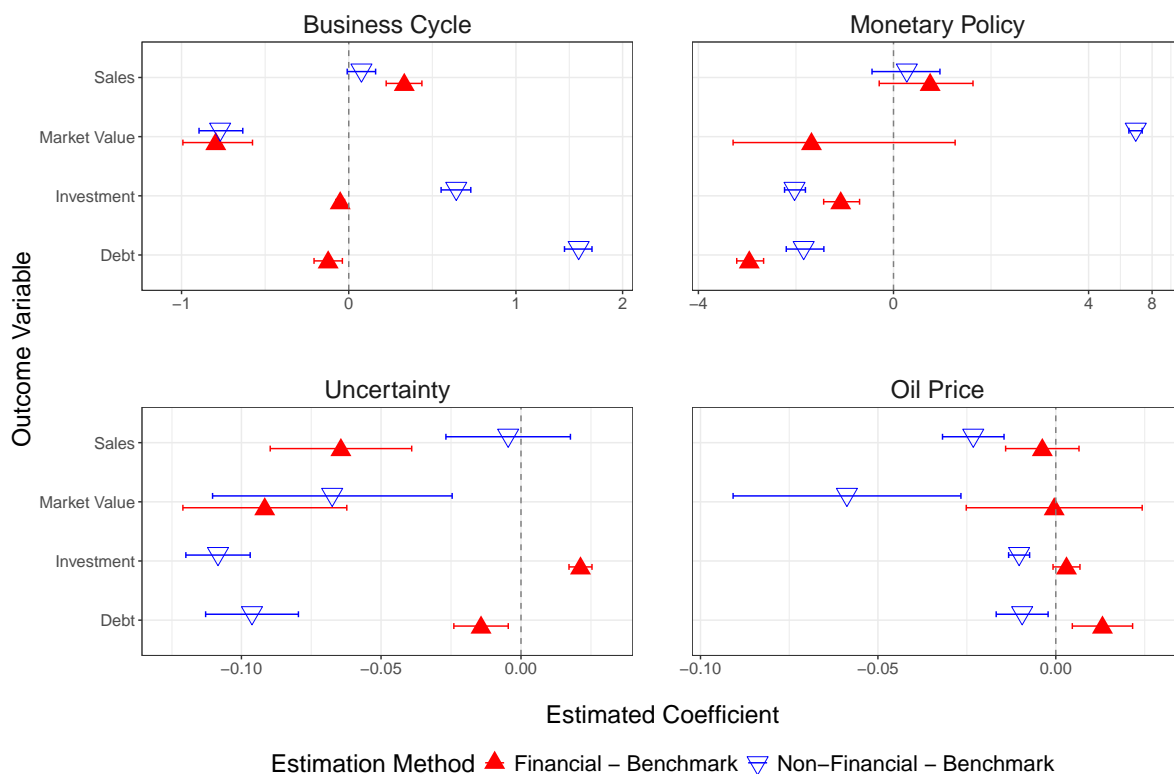 Business Cycle
Monetary Policy
Sales
Market Value
Investment
Debt
−1 0 1 2
−4 0 4 8
Outcome Variable
Uncertainty
Oil Price
Sales
Market Value
Investment
Debt
−0.10 −0.05 0.00
−0.10 −0.05 0.00
Estimated Coefficient
Estimation Method Financial − Benchmark Non−Financial − Benchmark